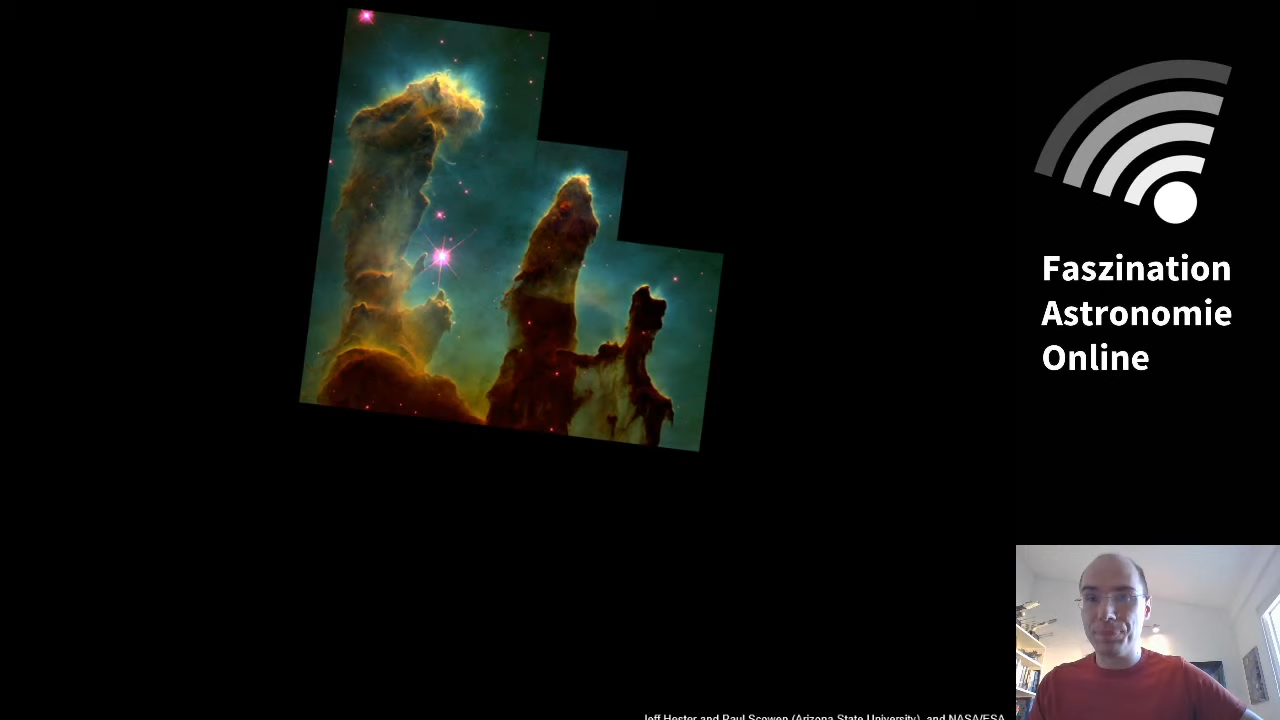 Faszination
Astronomie
Online
Jeff Hester and Paul Scowen (Arizona State University), and NASA/ESA